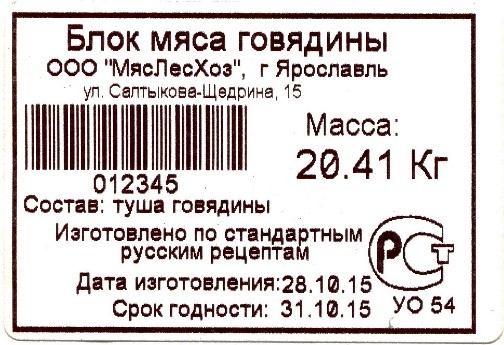 Блок мяса говядины
ООО "МясЛесХоз", г Ярославль
ул. Салтыкова-Щедрина, 15
Масса:
20.41 Кг
012345
Состав: туша говядины
Изготовлено по стандартным
русским рецептам
Дата изготовления:28.10.15
Срок годности: 31.10.15
РСТ
УО 54